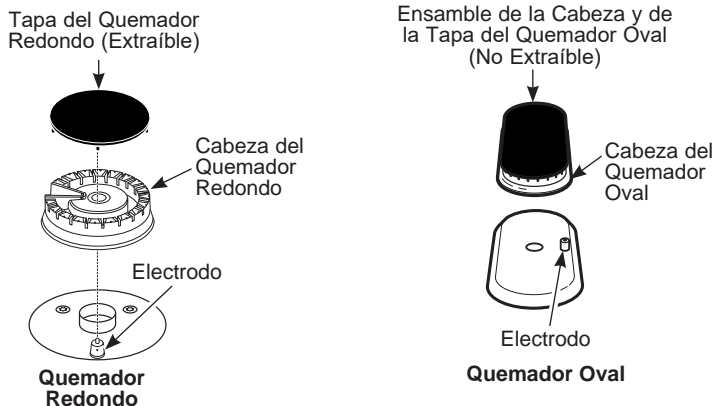 Tapa del Quemador
Redondo (Extraíble)
Cabeza del
Quemador
Redondo
Electrodo
Quemador
Redondo
Ensamble de la Cabeza y de
la Tapa del Quemador Oval
(No Extraíble)
Cabeza del
Quemador
Oval
Electrodo
Quemador Oval